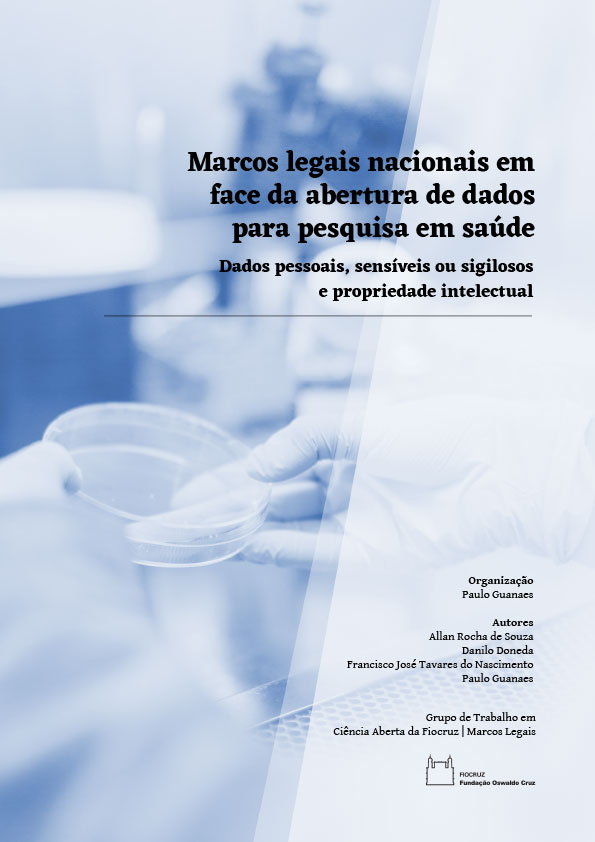 Marcos legais nacionais em
face da abertura de dados
para pesquisa em saúde
Dados pessoais, sensíveis ou sigilosos
e propriedade intelectual
Organização
Paulo Guanaes
Autores
Allan Rocha de Souza
Danilo Doneda
Francisco José Tavares do Nascimento
Paulo Guanaes
Grupo de Trabalho em
Ciência Aberta da Fiocruz | Marcos Legais
FIOCRUZ
Fundação Oswaldo Cruz